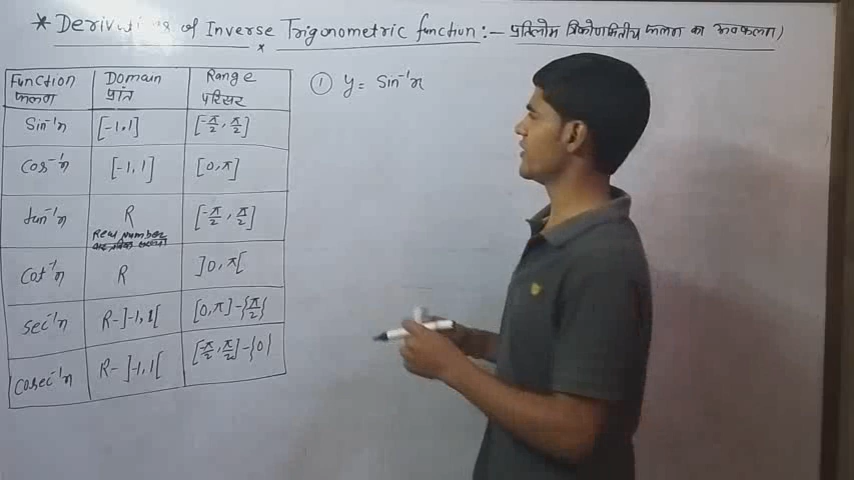 * Derivatives of Inverse Trigonometric function :- प्रतिलोम त्रिकोणमितीय फलन का अवकलन)
Function Domain Range
फलन प्रांत परिसर
Sin⁻¹x [-1,1] [-π/2, π/2]
Cos⁻¹x [-1,1] [0,π]
tan⁻¹x R [-π/2, π/2]
Real Number
Cot⁻¹x R ]0,π[
Sec⁻¹x R-]-1,1[ [0,π]-{π/2}
Cosec⁻¹x R-]-1,1[ [-π/2, π/2]-{0}
① y = Sin⁻¹x